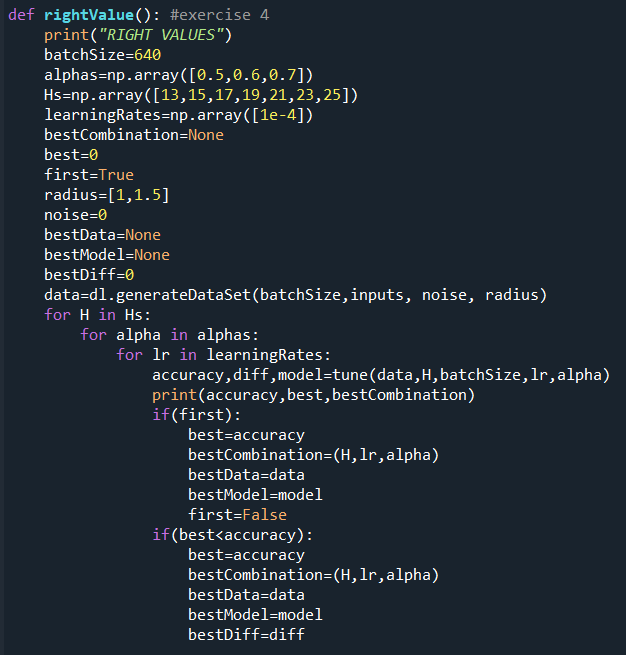 def rightValue(): #exercise 4
    print("RIGHT VALUES")
    batchSize=640
    alphas=np.array([0.5,0.6,0.7])
    Hs=np.array([13,15,17,19,21,23,25])
    learningRates=np.array([1e-4])
    bestCombination=None
    best=0
    first=True
    radius=[1,1.5]
    noise=0
    bestData=None
    bestModel=None
    bestDiff=0
    data=dl.generateDataSet(batchSize,inputs, noise, radius)
    for H in Hs:
        for alpha in alphas:
            for lr in learningRates:
                accuracy,diff,model=tune(data,H,batchSize,lr,alpha)
                print(accuracy,best,bestCombination)
                if(first):
                    best=accuracy
                    bestCombination=(H,lr,alpha)
                    bestData=data
                    bestModel=model
                    first=False
                if(best<accuracy):
                    best=accuracy
                    bestCombination=(H,lr,alpha)
                    bestData=data
                    bestModel=model
                    bestDiff=diff